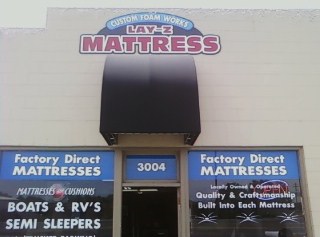 CUSTOM FOAM WORKS
LAY-Z
MATTRESS
Factory Direct
MATTRESSES
MATTRESSES
CUSHIONS
BOATS & RV'S
SEMI SLEEPERS
3004
Factory Direct
MATTRESSES
Locally Owned & Operated
Quality & Craftsmanship
Built Into Each Mattress